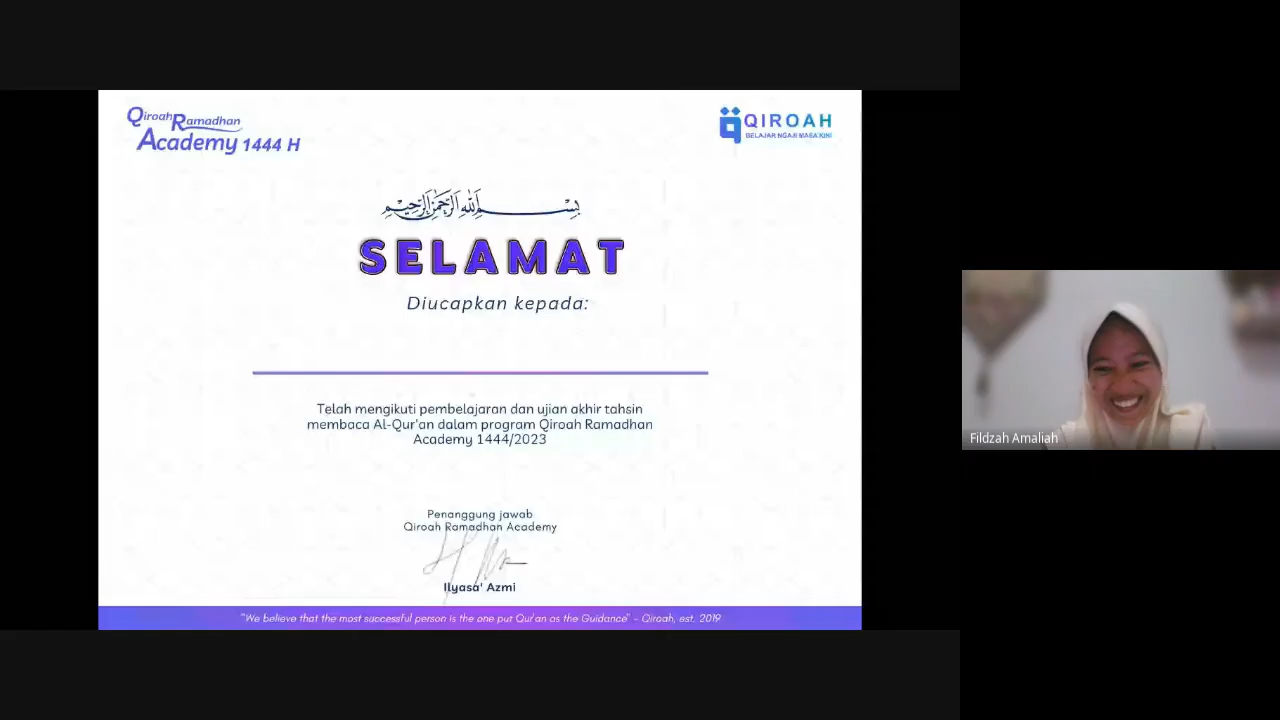 Qiroah Ramadhan
Academy 1444 H
QIROAH
BELAJAR NGAJI MASA KINI
بِسْمِ اللهِ الرَّحْمٰنِ الرَّحِيْمِ
SELAMAT
Diucapkan kepada:
Telah mengikuti pembelajaran dan ujian akhir tahsin
membaca Al-Qur'an dalam program Qiroah Ramadhan
Academy 1444/2023
Penanggung jawab
Qiroah Ramadhan Academy
Ilyasa' Azmi
"We believe that the most successful person is the one put Qur'an as the Guidance" - Qiroah, est. 2019
Fildzah Amaliah